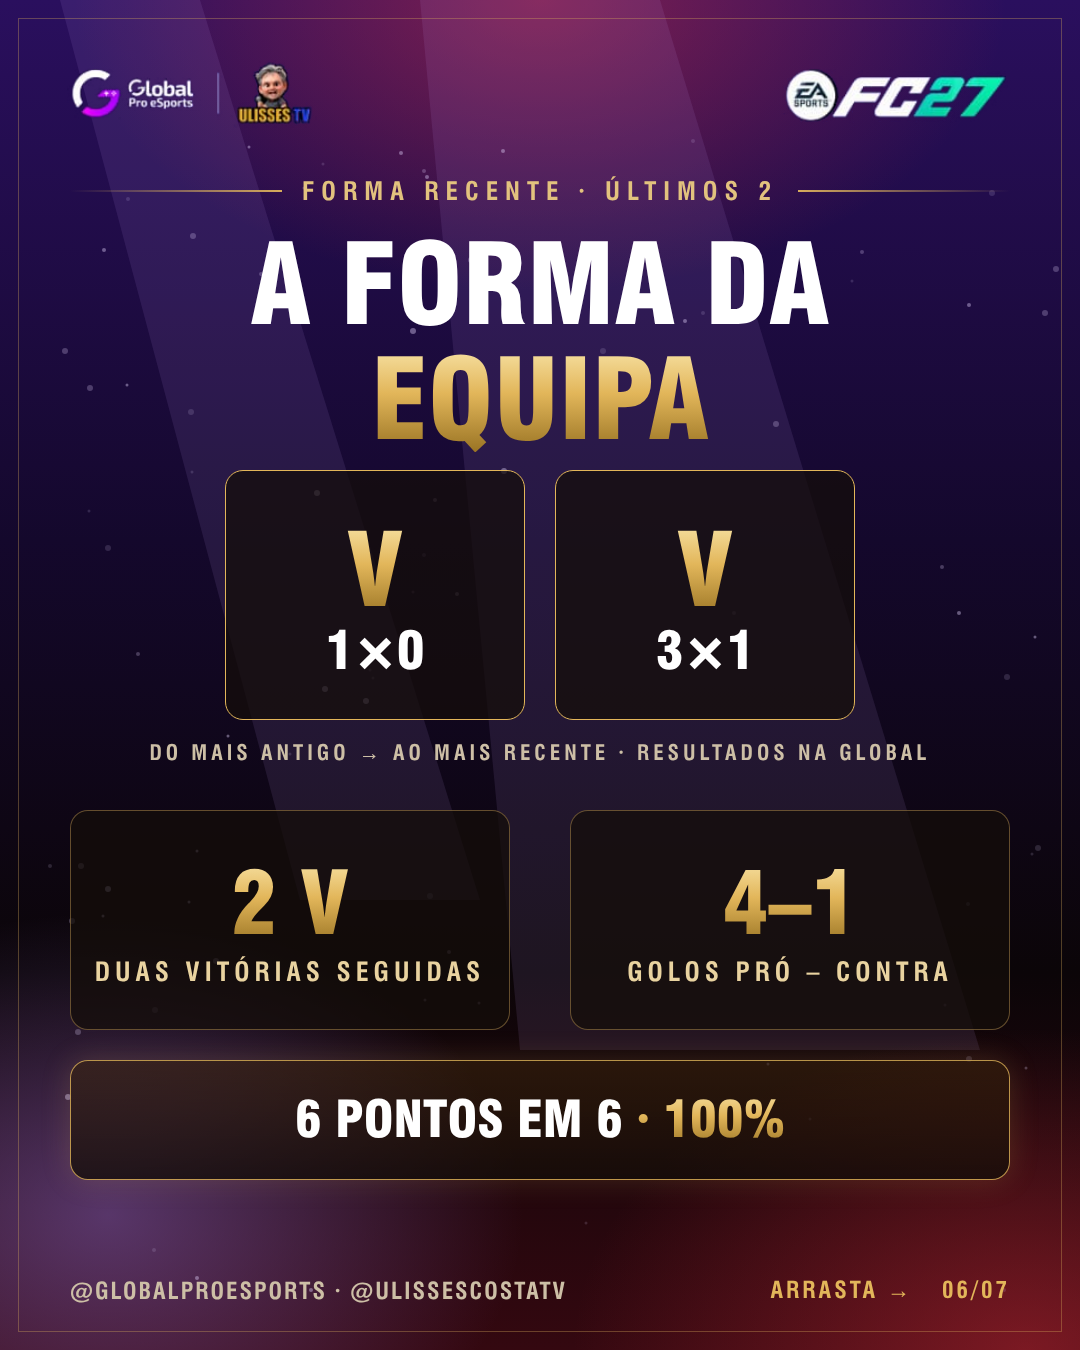 Global
Pro eSports
ULISSES TV
EA
SPORTS
FC27
FORMA RECENTE · ÚLTIMOS 2
A FORMA DA
EQUIPA
V
1×0
V
3×1
DO MAIS ANTIGO → AO MAIS RECENTE · RESULTADOS NA GLOBAL
2 V
DUAS VITÓRIAS SEGUIDAS
4–1
GOLOS PRÓ – CONTRA
6 PONTOS EM 6 · 100%
@GLOBALPROESPORTS · @ULISSESCOSTATV
ARRASTA → 06/07